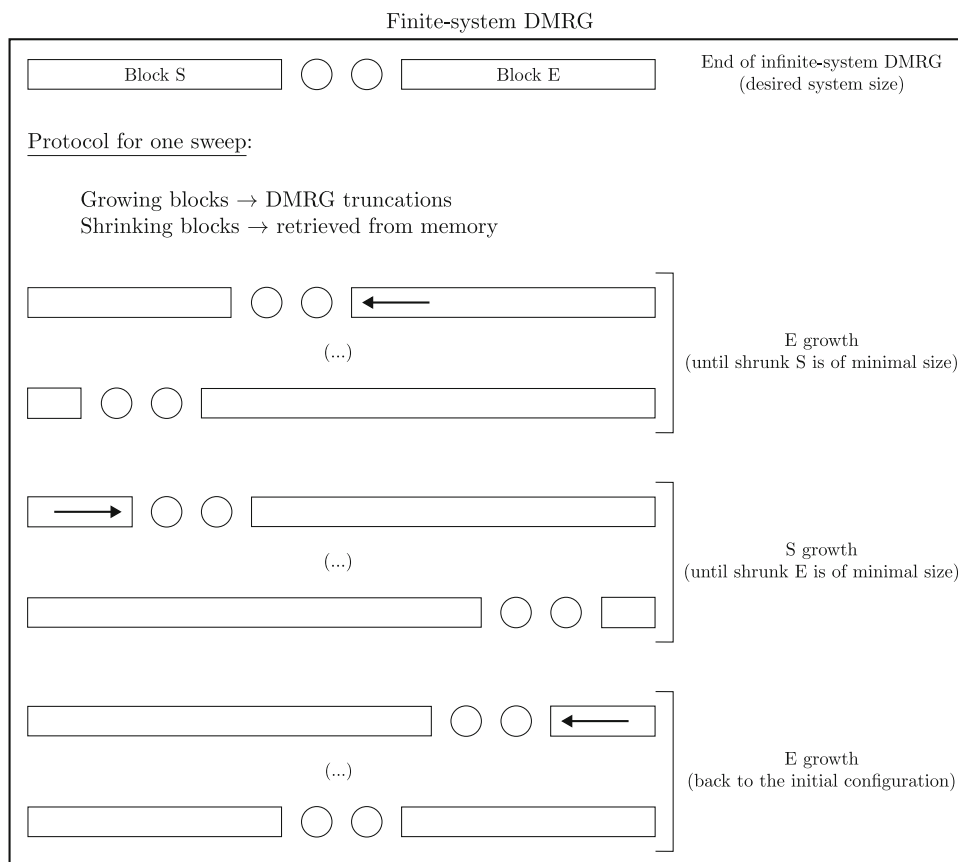 Finite-system DMRG
Block S
Block E
End of infinite-system DMRG
(desired system size)
Protocol for one sweep:
Growing blocks → DMRG truncations
Shrinking blocks → retrieved from memory
(...)
E growth
(until shrunk S is of minimal size)
(...)
S growth
(until shrunk E is of minimal size)
(...)
E growth
(back to the initial configuration)